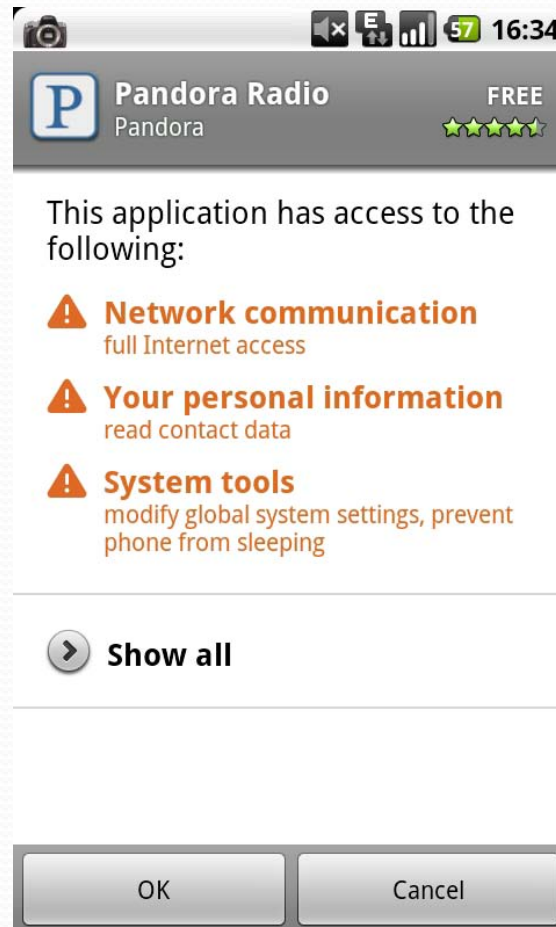 E 57 16:34
P
Pandora Radio FREE
Pandora
This application has access to the
following:
Network communication
full Internet access
Your personal information
read contact data
System tools
modify global system settings, prevent
phone from sleeping
Show all
OK Cancel